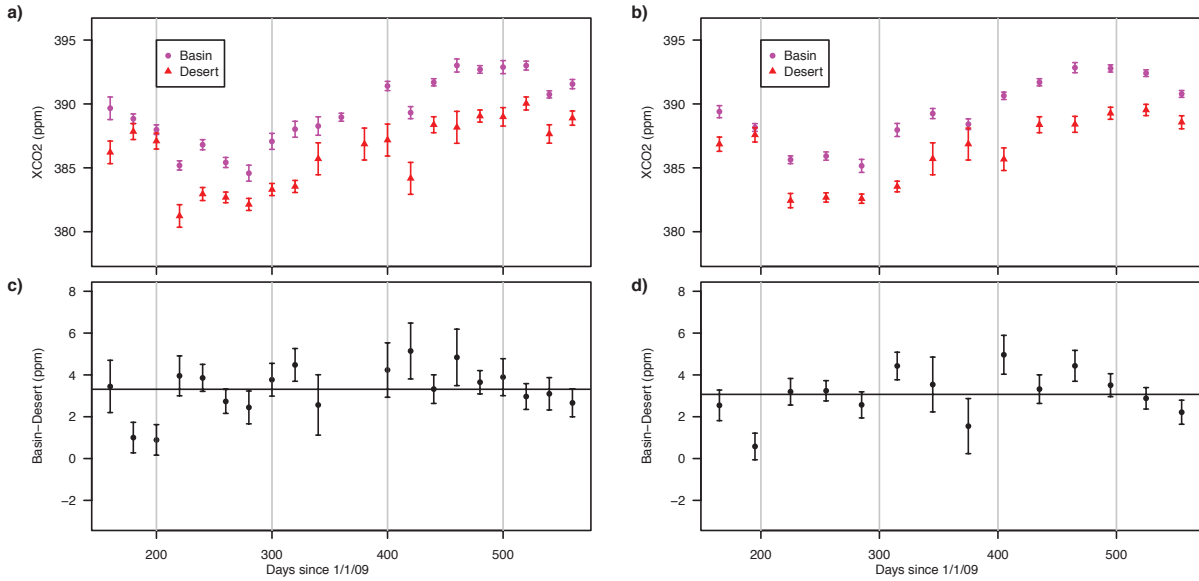 a)
XCO2 (ppm)
395
390
385
380
Basin
Desert
b)
XCO2 (ppm)
395
390
385
380
Basin
Desert
c)
Basin−Desert (ppm)
8
6
4
2
0
−2
200
300
400
500
Days since 1/1/09
d)
Basin−Desert (ppm)
8
6
4
2
0
−2
200
300
400
500
Days since 1/1/09